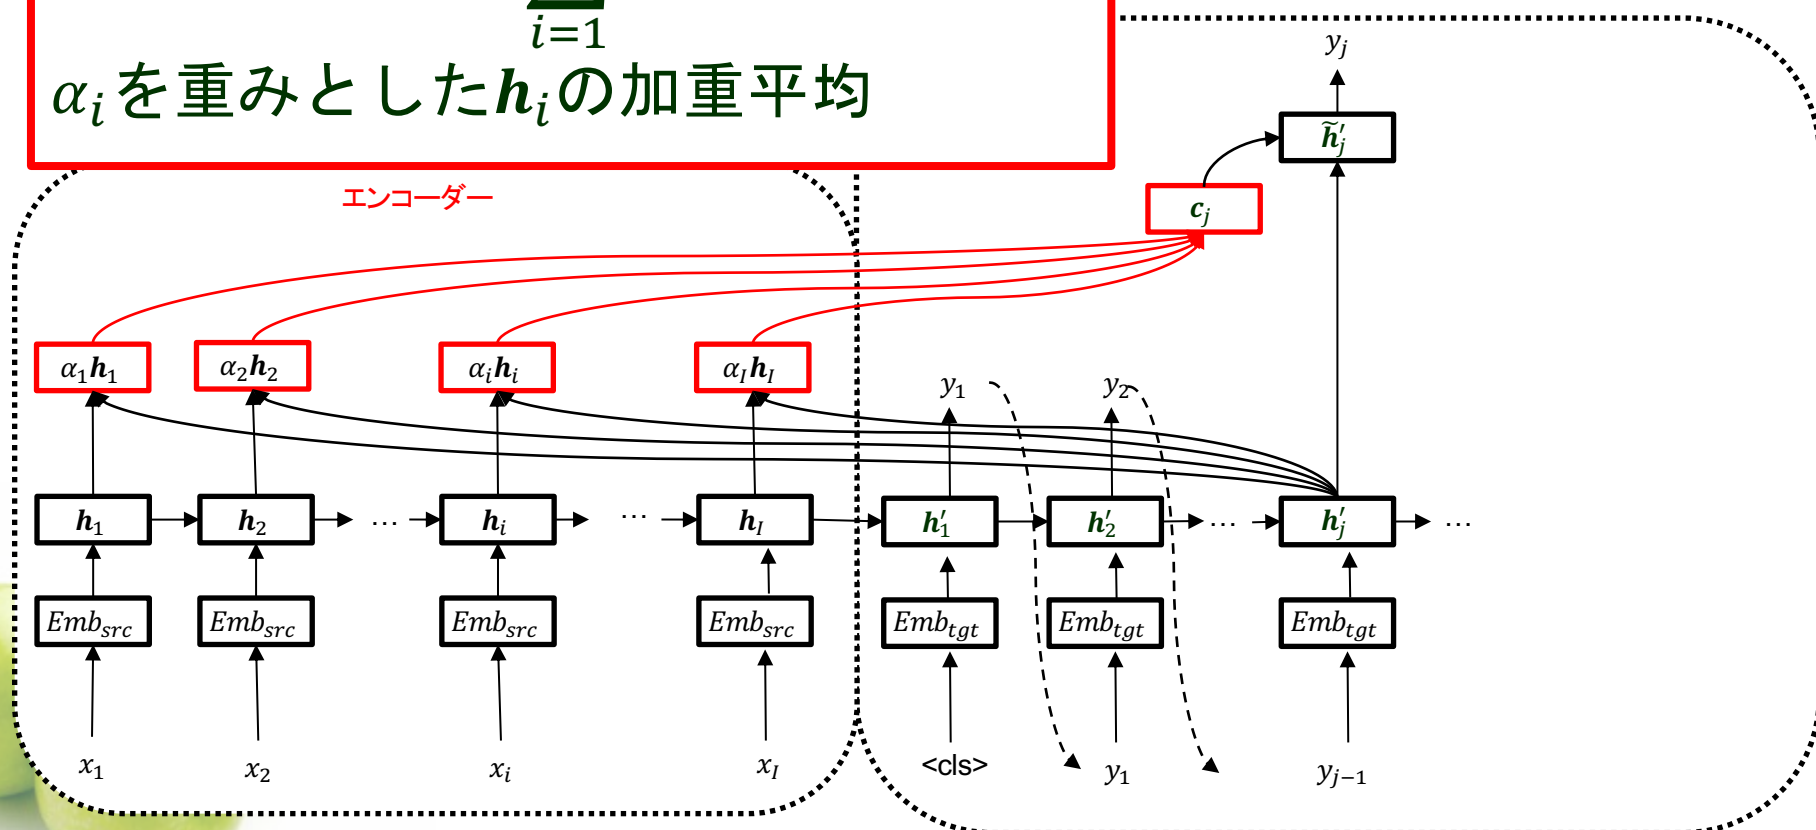 i=1
α_iを重みとしたh_iの加重平均
エンコーダー
y_j
h̃′_j
c_j
α_1h_1 α_2h_2 α_ih_i α_Ih_I
y_1 y_2
h_1 h_2 … h_i … h_I h′_1 h′_2 … h′_j …
Emb_src Emb_src Emb_src Emb_src Emb_tgt Emb_tgt Emb_tgt
x_1 x_2 x_i x_I <cls> y_1 y_{j−1}